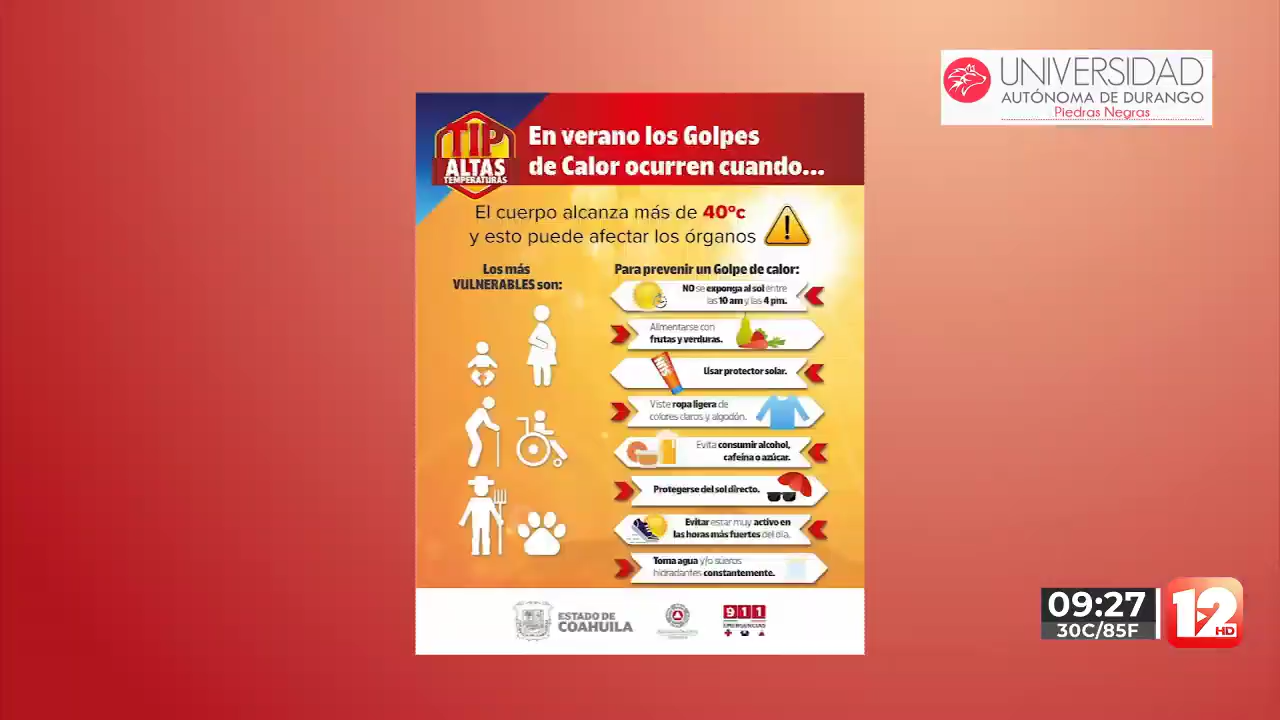 UNIVERSIDAD
AUTÓNOMA DE DURANGO
Piedras Negras
TIP
ALTAS
TEMPERATURAS
En verano los Golpes
de Calor ocurren cuando...
El cuerpo alcanza más de 40°c
y esto puede afectar los órganos
Los más
VULNERABLES son:
Para prevenir un Golpe de calor:
NO se exponga al sol entre
las 10 am y las 4 pm.
Alimentarse con
frutas y verduras.
Usar protector solar.
Viste ropa ligera de
colores claros y algodón.
Evita consumir alcohol,
cafeína o azúcar.
Protegerse del sol directo.
Evitar estar muy activo en
las horas más fuertes del día.
Toma agua y/o sueros
hidratantes constantemente.
ESTADO DE
COAHUILA
911
EMERGENCIAS
09:27
30C/85F
12
HD